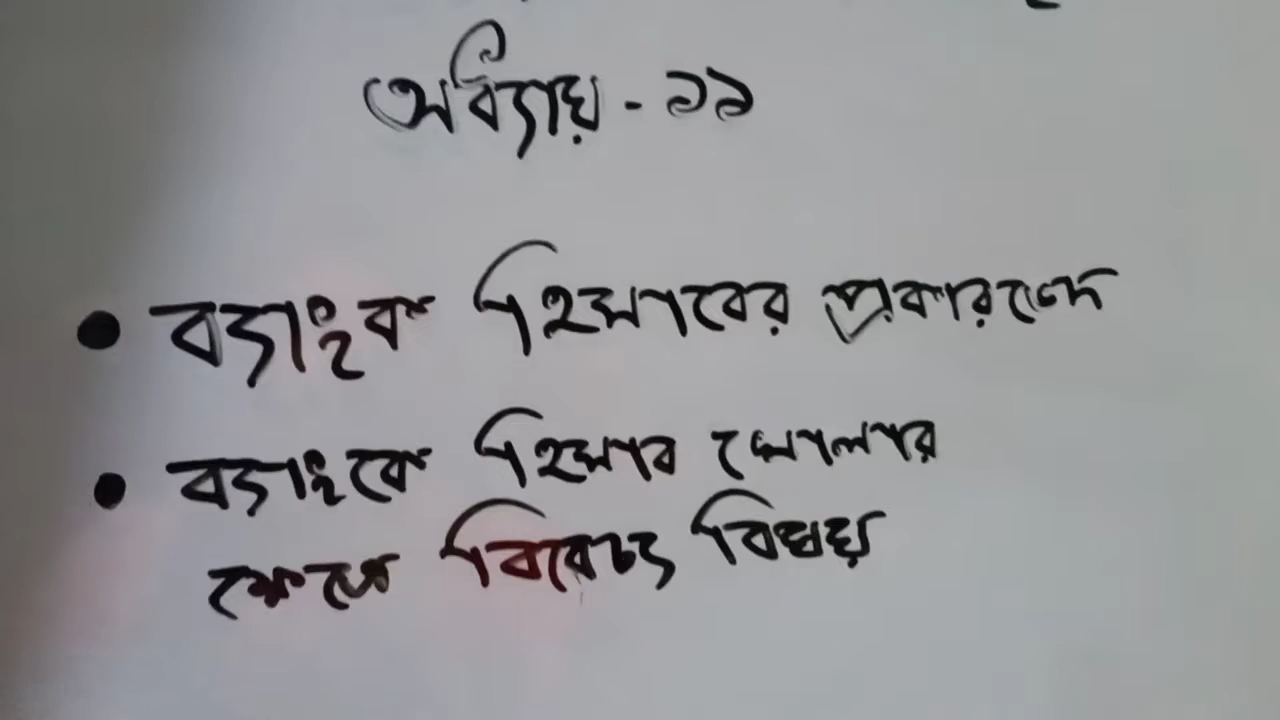 অধ্যায় - ১১
• ব্যাংক হিসাবের প্রকারভেদ
• ব্যাংকে হিসাব খোলার
ক্ষেত্রে বিবেচ্য বিষয়